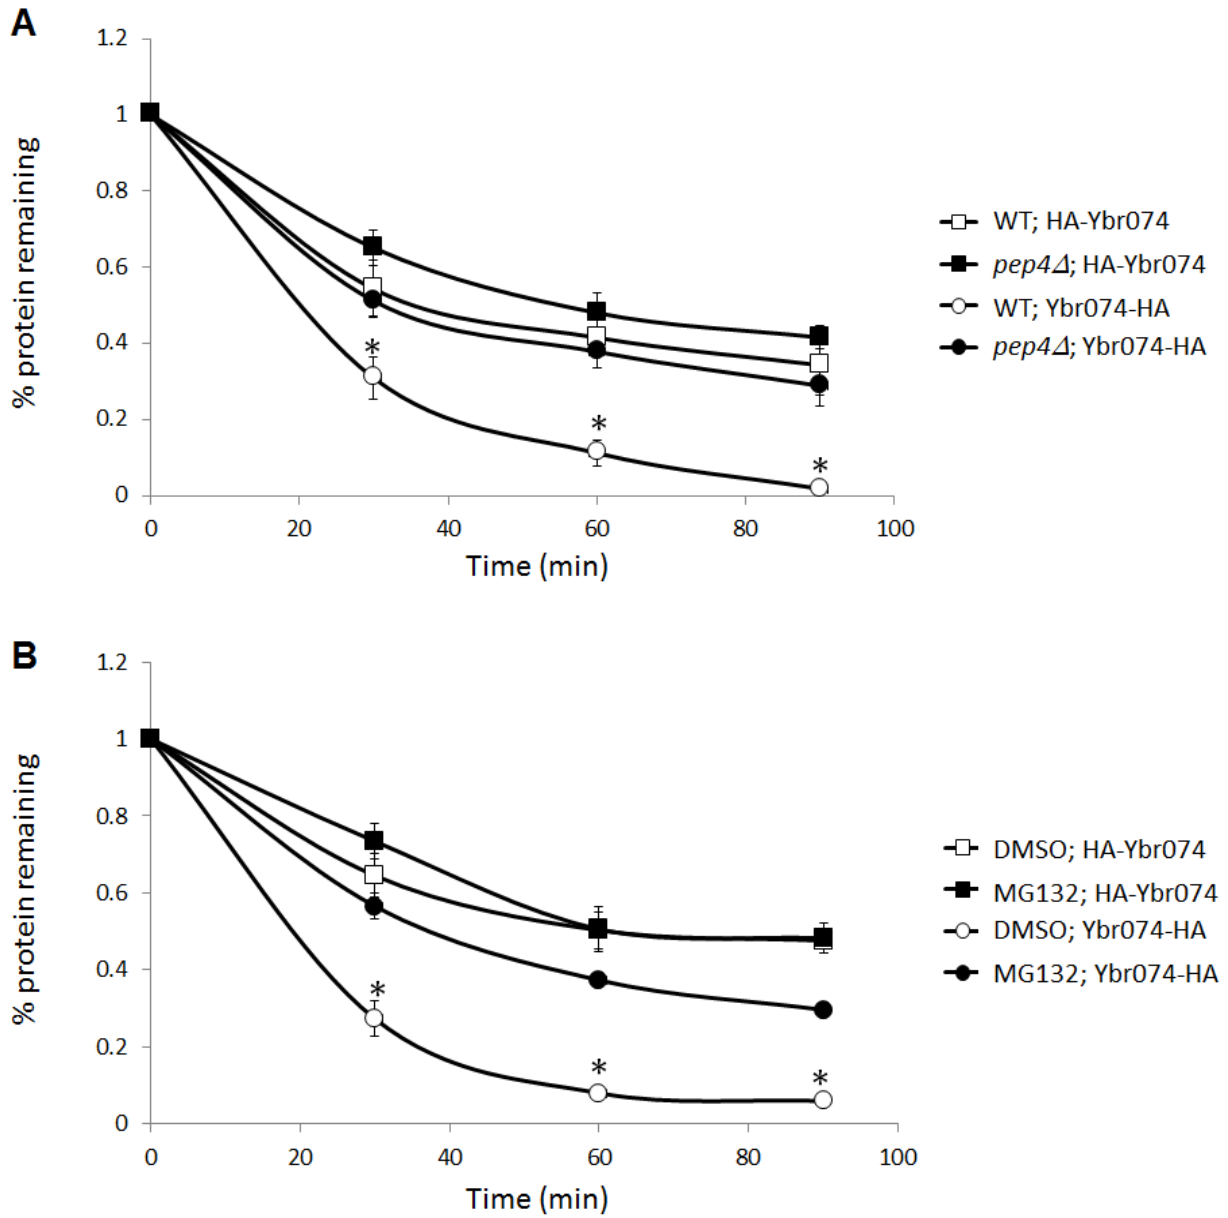 A
1.2
1
0.8
0.6
0.4
0.2
0
% protein remaining
0 20 40 60 80 100
Time (min)
* * *
WT; HA-Ybr074
pep4Δ; HA-Ybr074
WT; Ybr074-HA
pep4Δ; Ybr074-HA
B
1.2
1
0.8
0.6
0.4
0.2
0
% protein remaining
0 20 40 60 80 100
Time (min)
* * *
DMSO; HA-Ybr074
MG132; HA-Ybr074
DMSO; Ybr074-HA
MG132; Ybr074-HA